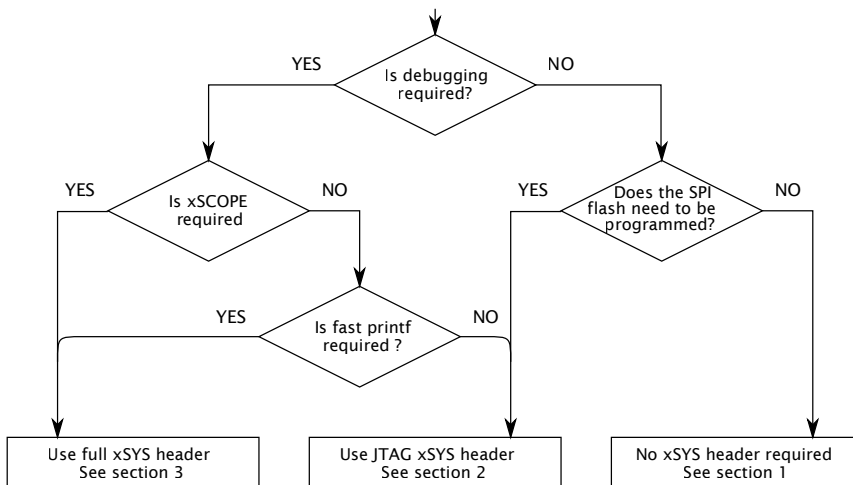 YES
NO
Is debugging
required?
YES
NO
YES
NO
Is xSCOPE
required
Does the SPI
flash need to be
programmed?
YES
NO
Is fast printf
required ?
Use full xSYS header
See section 3
Use JTAG xSYS header
See section 2
No xSYS header required
See section 1